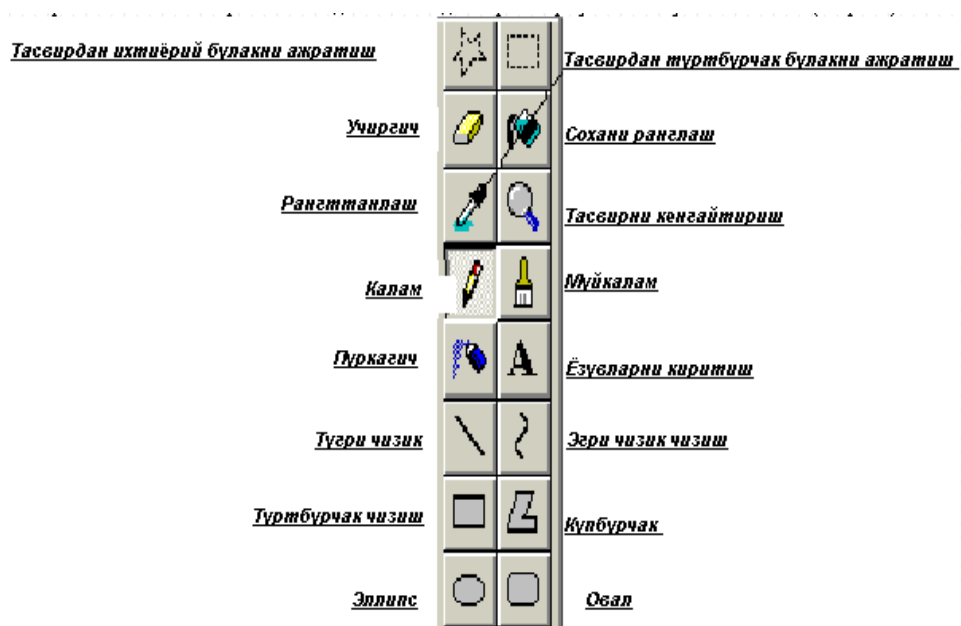 Тасвирдан ихтиёрий булакни ажратиш
Тасвирдан туртбурчак булакни ажратиш
Учиргич
Сохани ранглаш
Рангттанлаш
Тасвирни кенгайтириш
Калам
Муйкалам
Пуркагич
Ёзувларни киритиш
Тугри чизик
Эгри чизик чизиш
Туртбурчак чизиш
Купбурчак
Эллипс
Овал